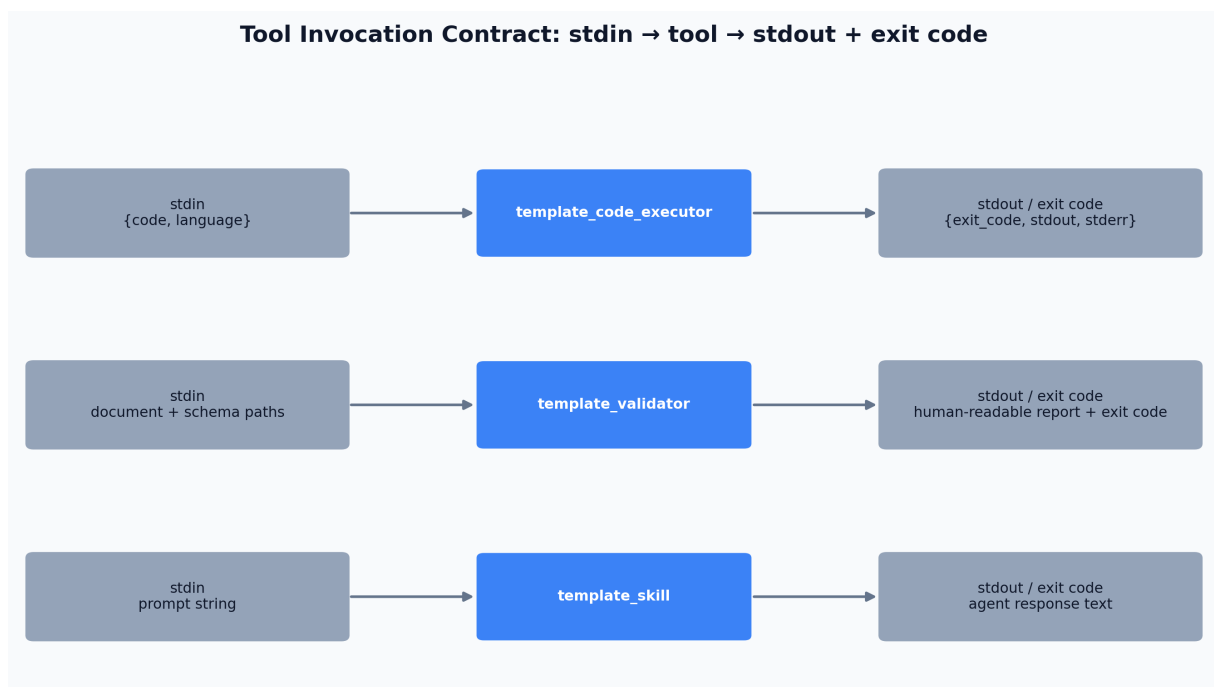 Tool Invocation Contract: stdin → tool → stdout + exit code
stdin
{code, language}
template_code_executor
stdout / exit code
{exit_code, stdout, stderr}
stdin
document + schema paths
template_validator
stdout / exit code
human-readable report + exit code
stdin
prompt string
template_skill
stdout / exit code
agent response text